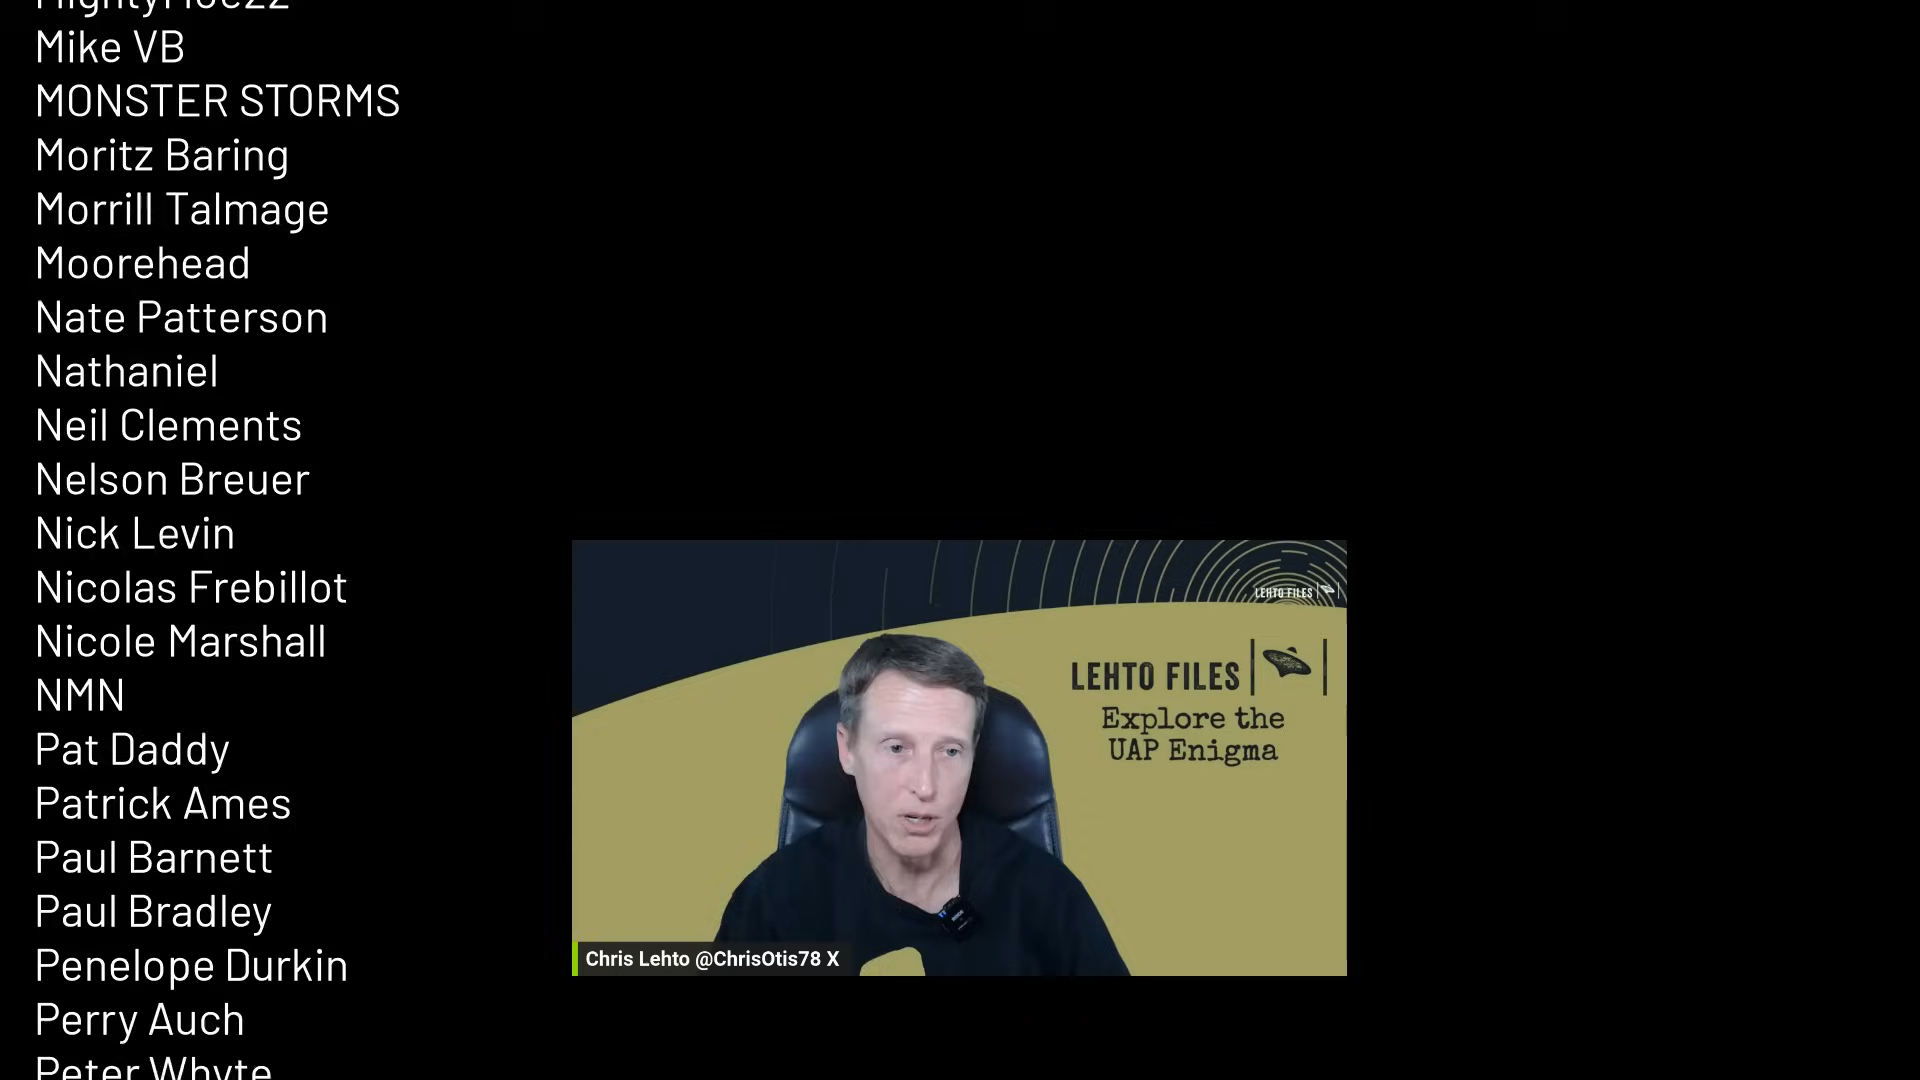 Mike VB
MONSTER STORMS
Moritz Baring
Morrill Talmage
Moorehead
Nate Patterson
Nathaniel
Neil Clements
Nelson Breuer
Nick Levin
Nicolas Frebillot
Nicole Marshall
NMN
Pat Daddy
Patrick Ames
Paul Barnett
Paul Bradley
Penelope Durkin
Perry Auch
Peter Whyte
LEHTO FILES
LEHTO FILES
Explore the
UAP Enigma
Chris Lehto @ChrisOtis78 X